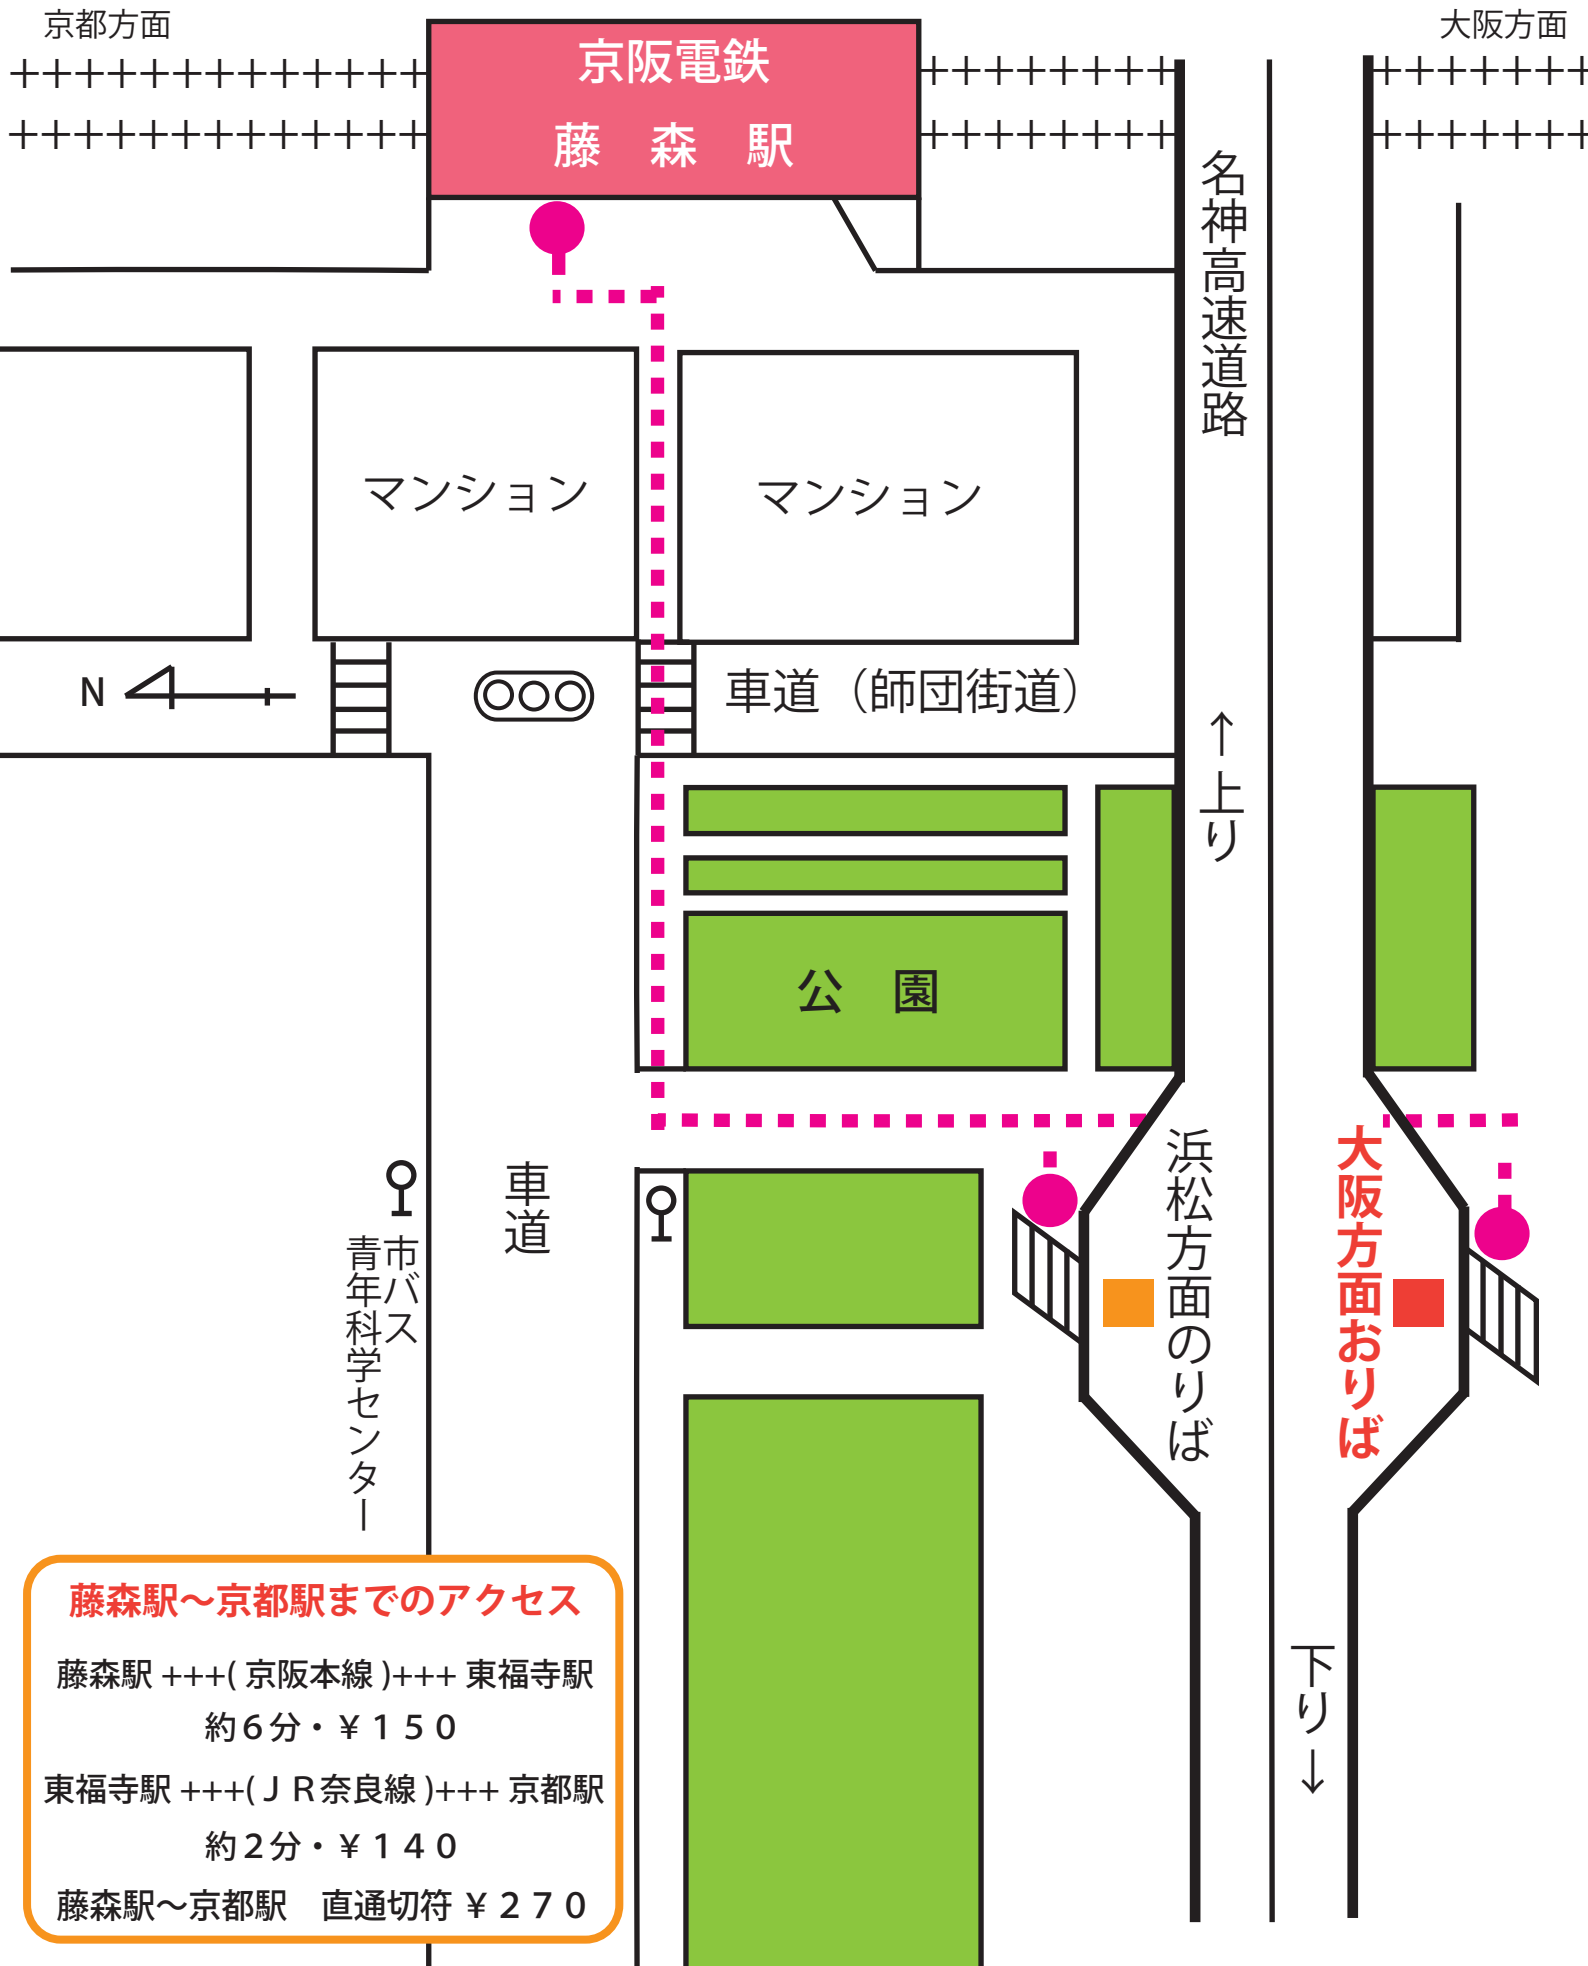 京都方面
大阪方面
京阪電鉄
藤　森　駅
名神高速道路
マンション
マンション
N
車道（師団街道）
↑上り
公　園
浜松方面のりば
大阪方面おりば
車道
市バス
青年科学センター
下り↓
藤森駅～京都駅までのアクセス
藤森駅 +++( 京阪本線 )+++ 東福寺駅
約６分・￥１５０
東福寺駅 +++(ＪＲ奈良線 )+++ 京都駅
約２分・￥１４０
藤森駅～京都駅　直通切符 ￥２７０